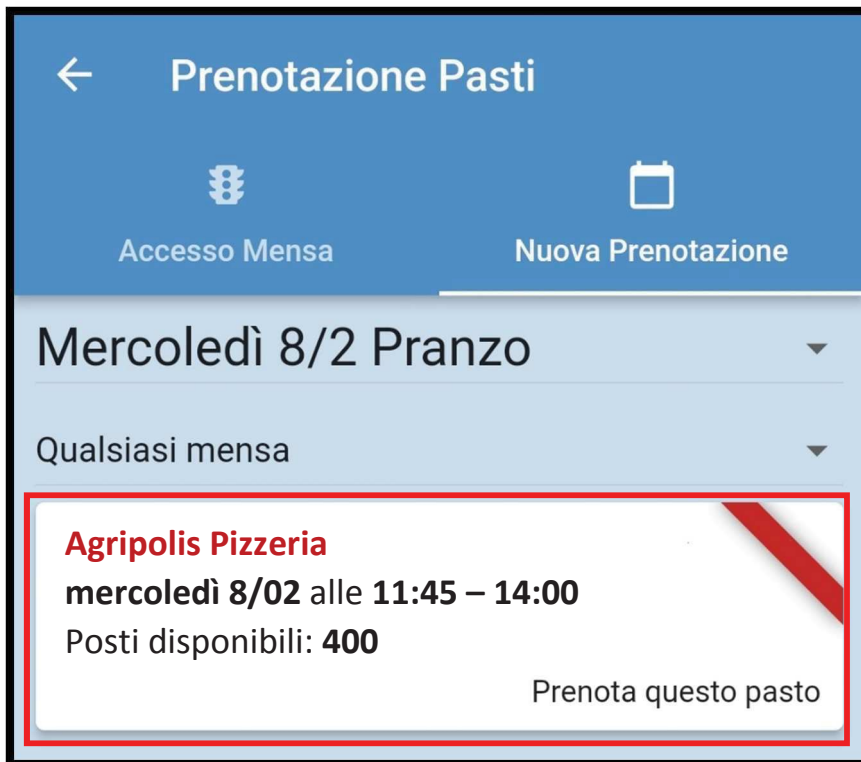 Prenotazione Pasti
Accesso Mensa
Nuova Prenotazione
Mercoledì 8/2 Pranzo
Qualsiasi mensa
Agripolis Pizzeria
mercoledì 8/02 alle 11:45 – 14:00
Posti disponibili: 400
Prenota questo pasto